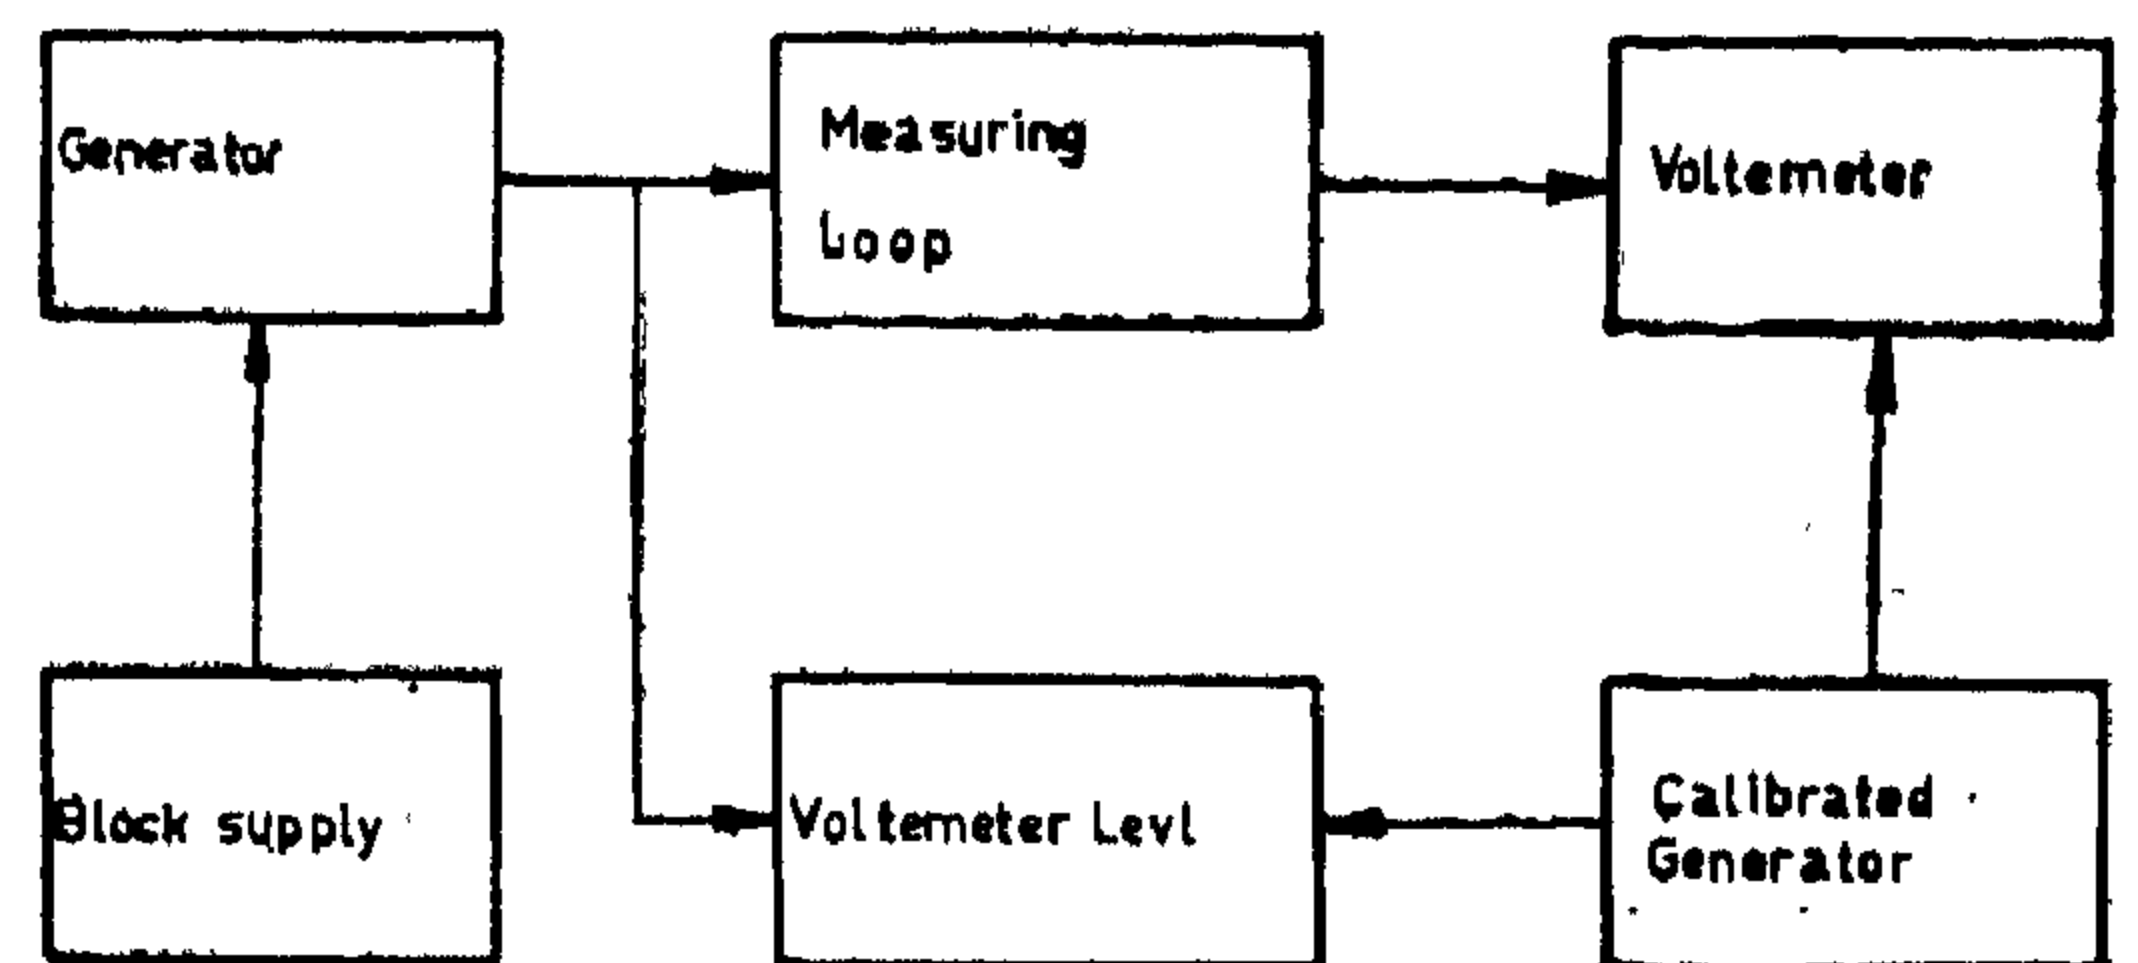 Generator
Measuring
Loop
Voltemeter
Block supply
Voltemeter Levl
Calibrated
Generator